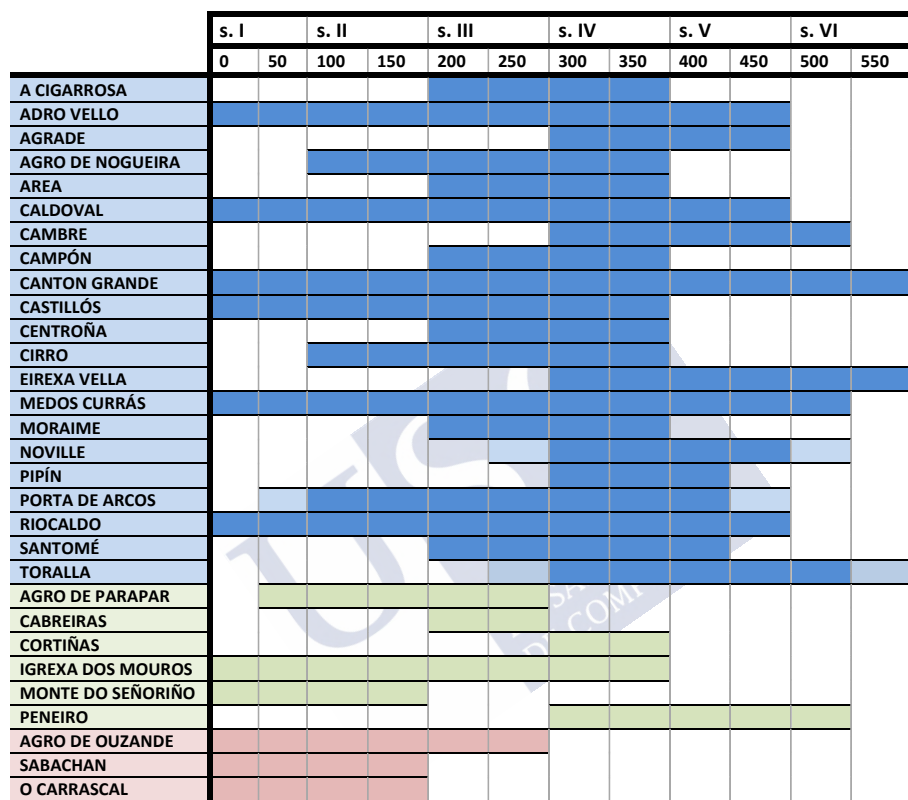 s. I s. II s. III s. IV s. V s. VI
0 50 100 150 200 250 300 350 400 450 500 550
A CIGARROSA
ADRO VELLO
AGRADE
AGRO DE NOGUEIRA
AREA
CALDOVAL
CAMBRE
CAMPÓN
CANTON GRANDE
CASTILLÓS
CENTROÑA
CIRRO
EIREXA VELLA
MEDOS CURRÁS
MORAIME
NOVILLE
PIPÍN
PORTA DE ARCOS
RIOCALDO
SANTOMÉ
TORALLA
AGRO DE PARAPAR
CABREIRAS
CORTIÑAS
IGREXA DOS MOUROS
MONTE DO SEÑORIÑO
PENEIRO
AGRO DE OUZANDE
SABACHAN
O CARRASCAL